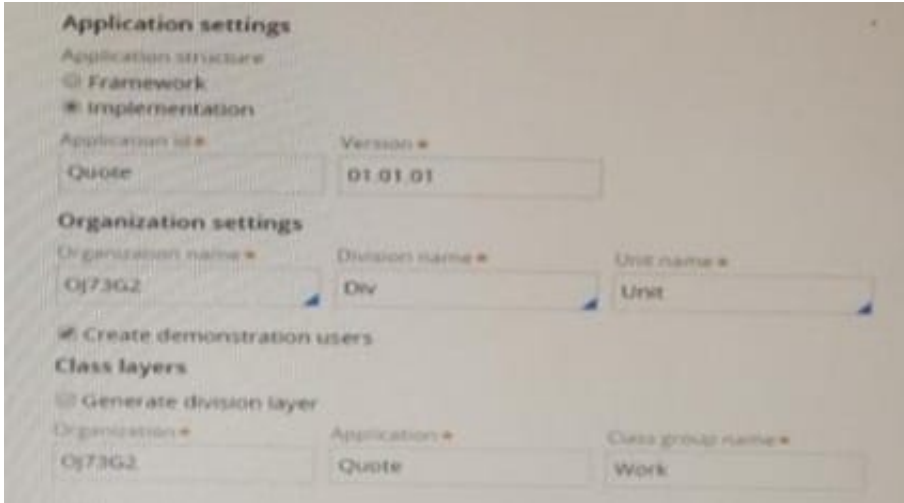 Application settings
Application structure
Framework
Implementation
Application id * Version *
Quote 01.01.01
Organization settings
Organization name * Division name * Unit name *
OJ73G2 Div Unit
Create demonstration users
Class layers
Generate division layer
Organization * Application * Class group name *
OJ73G2 Quote Work